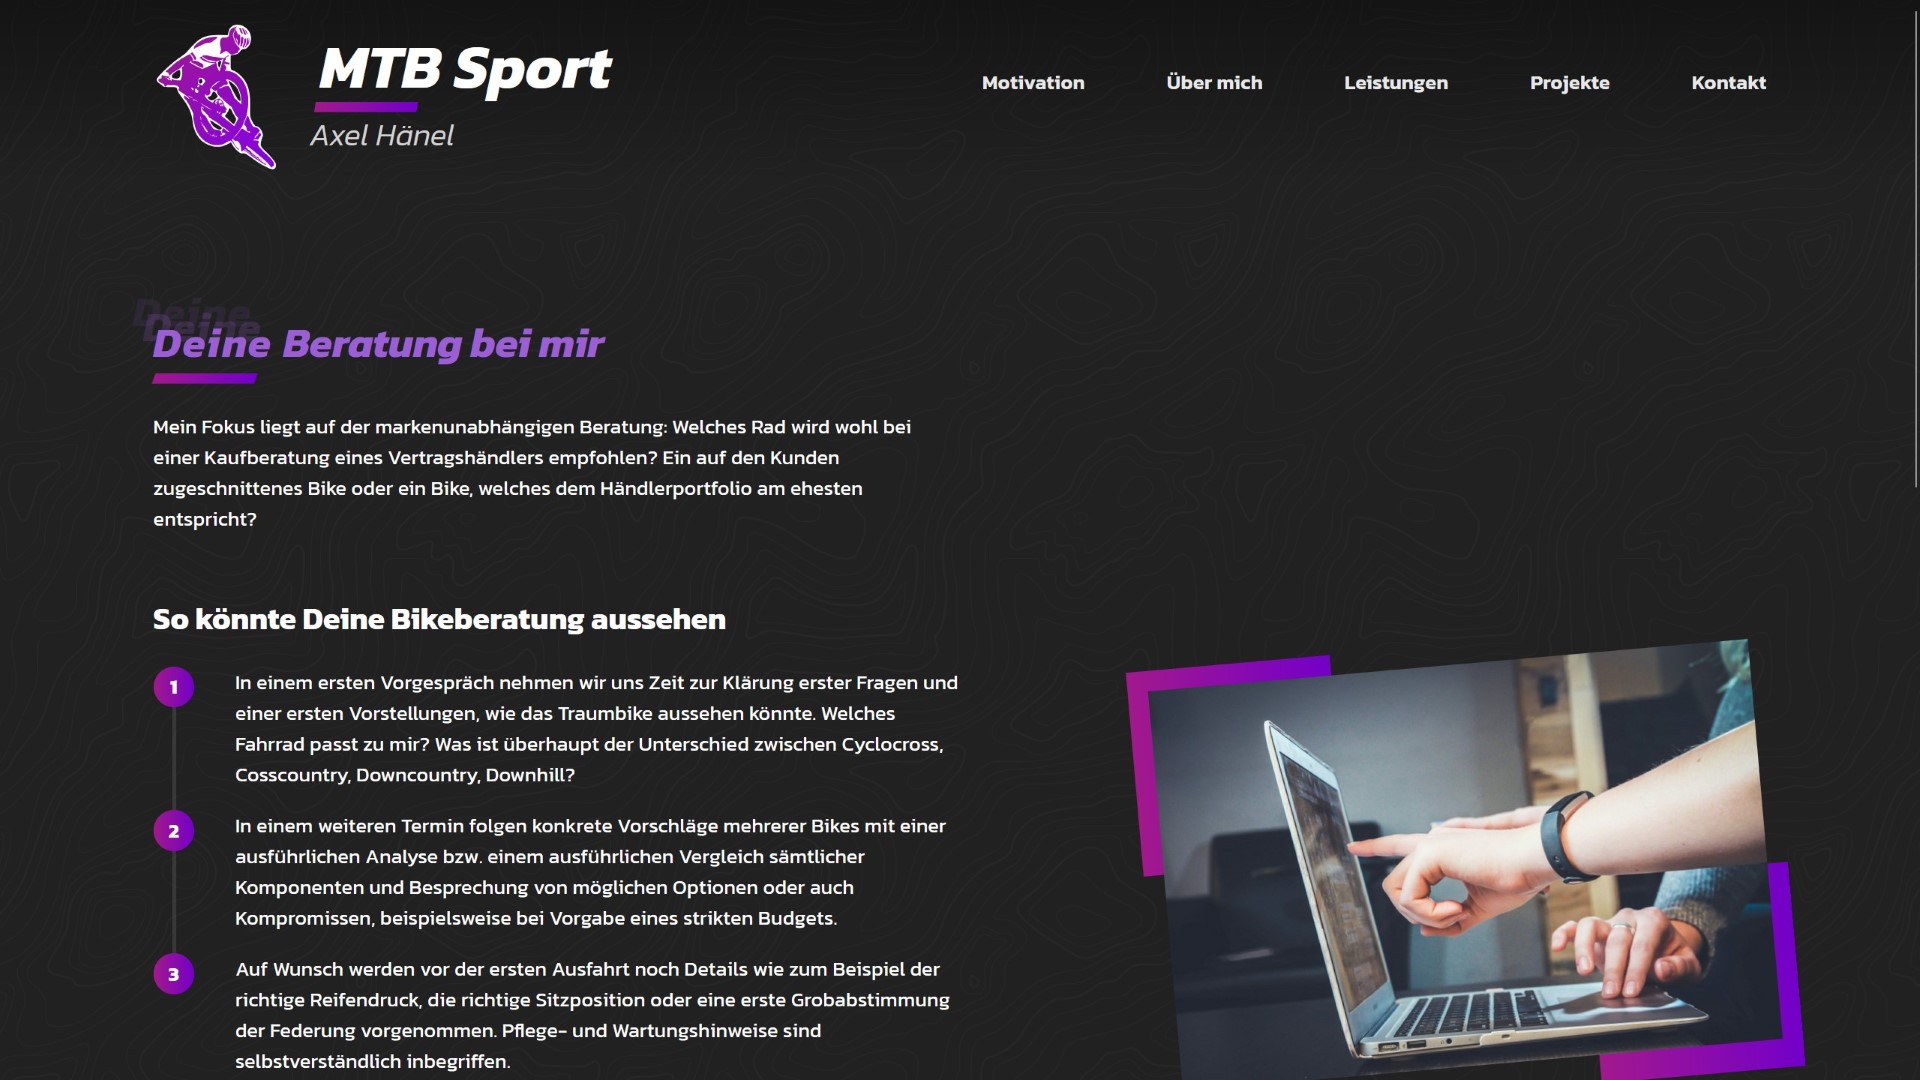 MTB Sport
Axel Hänel
Motivation
Über mich
Leistungen
Projekte
Kontakt
Deine Beratung bei mir
Mein Fokus liegt auf der markenunabhängigen Beratung: Welches Rad wird wohl bei
einer Kaufberatung eines Vertragshändlers empfohlen? Ein auf den Kunden
zugeschnittenes Bike oder ein Bike, welches dem Händlerportfolio am ehesten
entspricht?
So könnte Deine Bikeberatung aussehen
1
In einem ersten Vorgespräch nehmen wir uns Zeit zur Klärung erster Fragen und
einer ersten Vorstellungen, wie das Traumbike aussehen könnte. Welches
Fahrrad passt zu mir? Was ist überhaupt der Unterschied zwischen Cyclocross,
Cosscountry, Downcountry, Downhill?
2
In einem weiteren Termin folgen konkrete Vorschläge mehrerer Bikes mit einer
ausführlichen Analyse bzw. einem ausführlichen Vergleich sämtlicher
Komponenten und Besprechung von möglichen Optionen oder auch
Kompromissen, beispielsweise bei Vorgabe eines strikten Budgets.
3
Auf Wunsch werden vor der ersten Ausfahrt noch Details wie zum Beispiel der
richtige Reifendruck, die richtige Sitzposition oder eine erste Grobabstimmung
der Federung vorgenommen. Pflege- und Wartungshinweise sind
selbstverständlich inbegriffen.